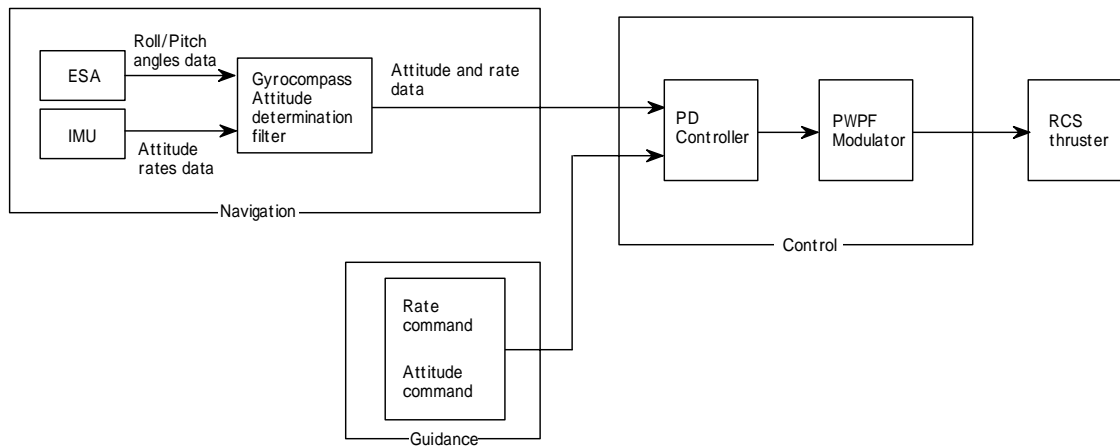 Roll/Pitch
angles data
ESA
IMU
Attitude
rates data
Gyrocompass
Attitude
determination
filter
Attitude and rate
data
Navigation
PD
Controller
PWPF
Modulator
Control
RCS
thruster
Rate
command
Attitude
command
Guidance